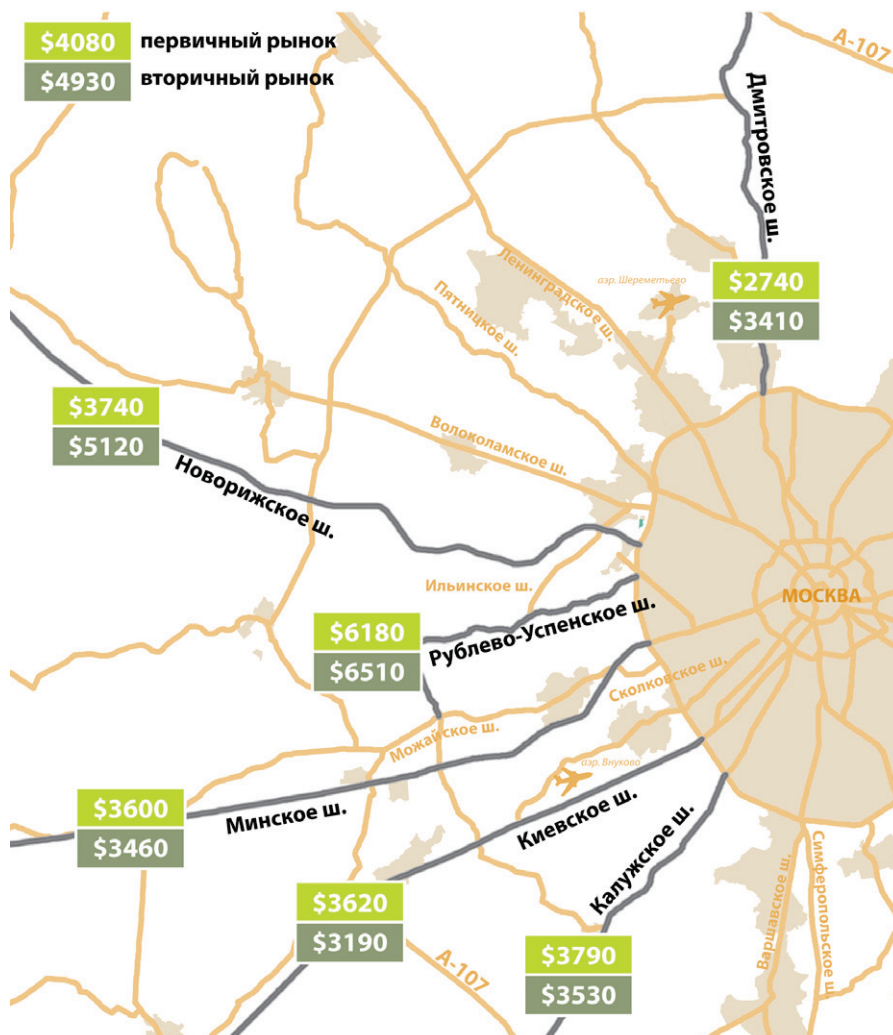 $4080 первичный рынок
$4930 вторичный рынок
А-107
Дмитровское ш.
Ленинградское ш.
аэр. Шереметьево
$2740
$3410
Пятницкое ш.
$3740
$5120
Волоколамское ш.
Новорижское ш.
Ильинское ш.
МОСКВА
$6180
$6510
Рублево-Успенское ш.
Сколковское ш.
Можайское ш.
аэр. Внуково
$3600
$3460
Минское ш.
Киевское ш.
Калужское ш.
$3620
$3190
А-107
$3790
$3530
Варшавское ш.
Симферопольское ш.